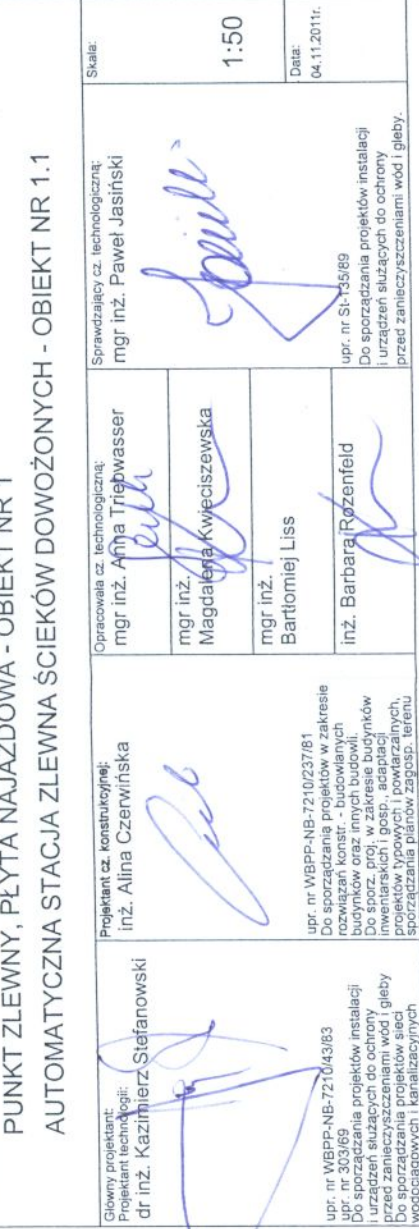 PUNKT ZLEWNY, PŁYTA NAJAZDOWA - OBIEKT NR 1
AUTOMATYCZNA STACJA ZLEWNA ŚCIEKÓW DOWOŻONYCH - OBIEKT NR 1.1
Główny projektant:
Projektant technologii:
dr inż. Kazimierz Stefanowski
upr. nr WBPP-NB-7210/43/83
upr. nr 303/69
Do sporządzania projektów instalacji
i urządzeń służących do ochrony
przed zanieczyszczeniami wód i gleby
Do sporządzania projektów sieci
wodociągowych i kanalizacyjnych
Projektant cz. konstrukcyjnej:
inż. Alina Czerwińska
upr. nr WBPP-NB-7210/237/81
Do sporządzania projektów w zakresie
rozwiązań konstr. - budowlanych
budynków oraz innych budowli.
Do sporz. proj. w zakresie budynków
inwentarskich i gosp., adaptacji
projektów typowych i powtarzalnych,
sporządzania planów zagosp. terenu
Opracowała cz. technologiczną:
mgr inż. Anna Triebwasser
mgr inż.
Magdalena Kwieciszewska
mgr inż.
Bartłomiej Liss
inż. Barbara Rozenfeld
Sprawdzający cz. technologiczną:
mgr inż. Paweł Jasiński
upr. nr St-135/89
Do sporządzania projektów instalacji
i urządzeń służących do ochrony
przed zanieczyszczeniami wód i gleby.
Skala:
1:50
Data:
04.11.2011r.